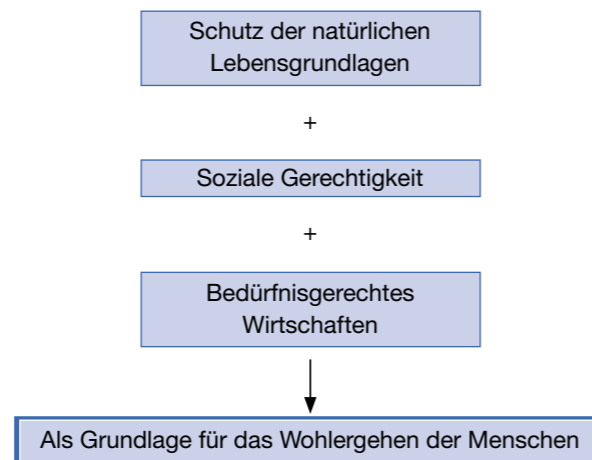 Schutz der natürlichen
Lebensgrundlagen
+
Soziale Gerechtigkeit
+
Bedürfnisgerechtes
Wirtschaften
Als Grundlage für das Wohlergehen der Menschen